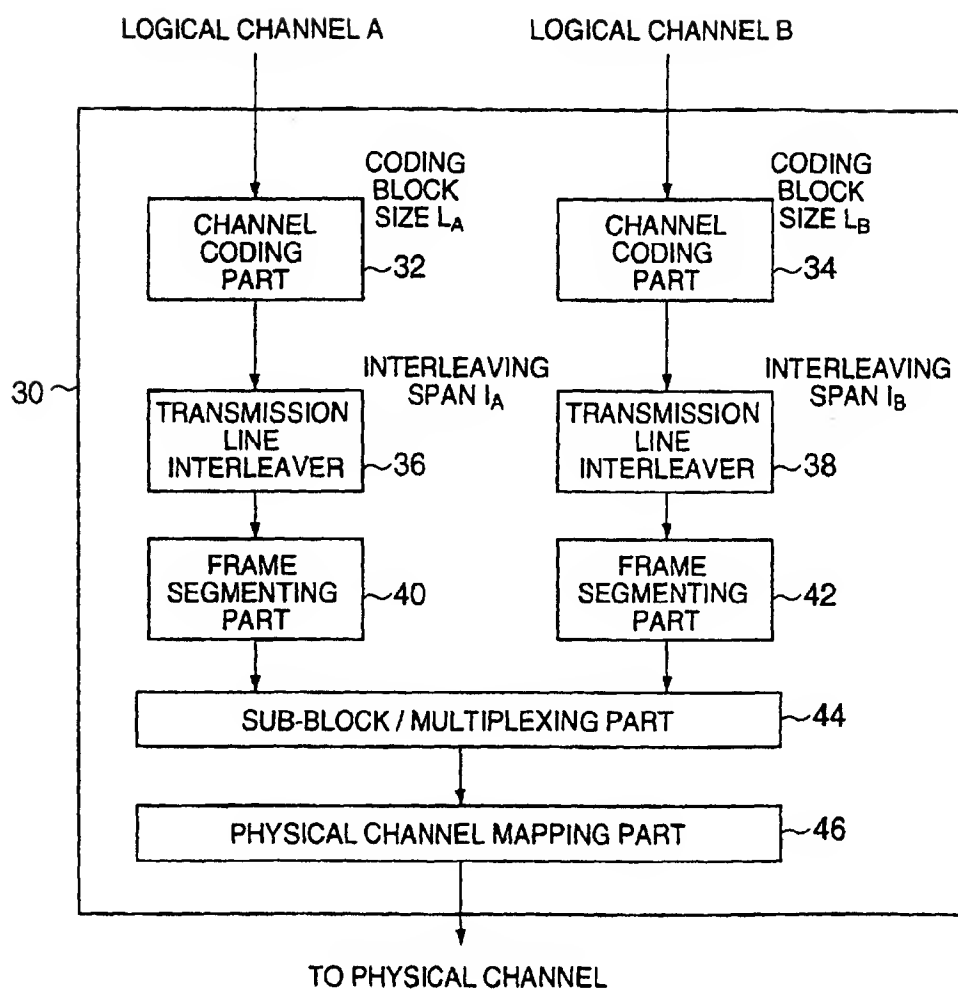 LOGICAL CHANNEL A
LOGICAL CHANNEL B
CODING
BLOCK
SIZE LA
CODING
BLOCK
SIZE LB
CHANNEL
CODING
PART
32
CHANNEL
CODING
PART
34
30
INTERLEAVING
SPAN IA
INTERLEAVING
SPAN IB
TRANSMISSION
LINE
INTERLEAVER
36
TRANSMISSION
LINE
INTERLEAVER
38
FRAME
SEGMENTING
PART
40
FRAME
SEGMENTING
PART
42
SUB-BLOCK / MULTIPLEXING PART
44
PHYSICAL CHANNEL MAPPING PART
46
TO PHYSICAL CHANNEL